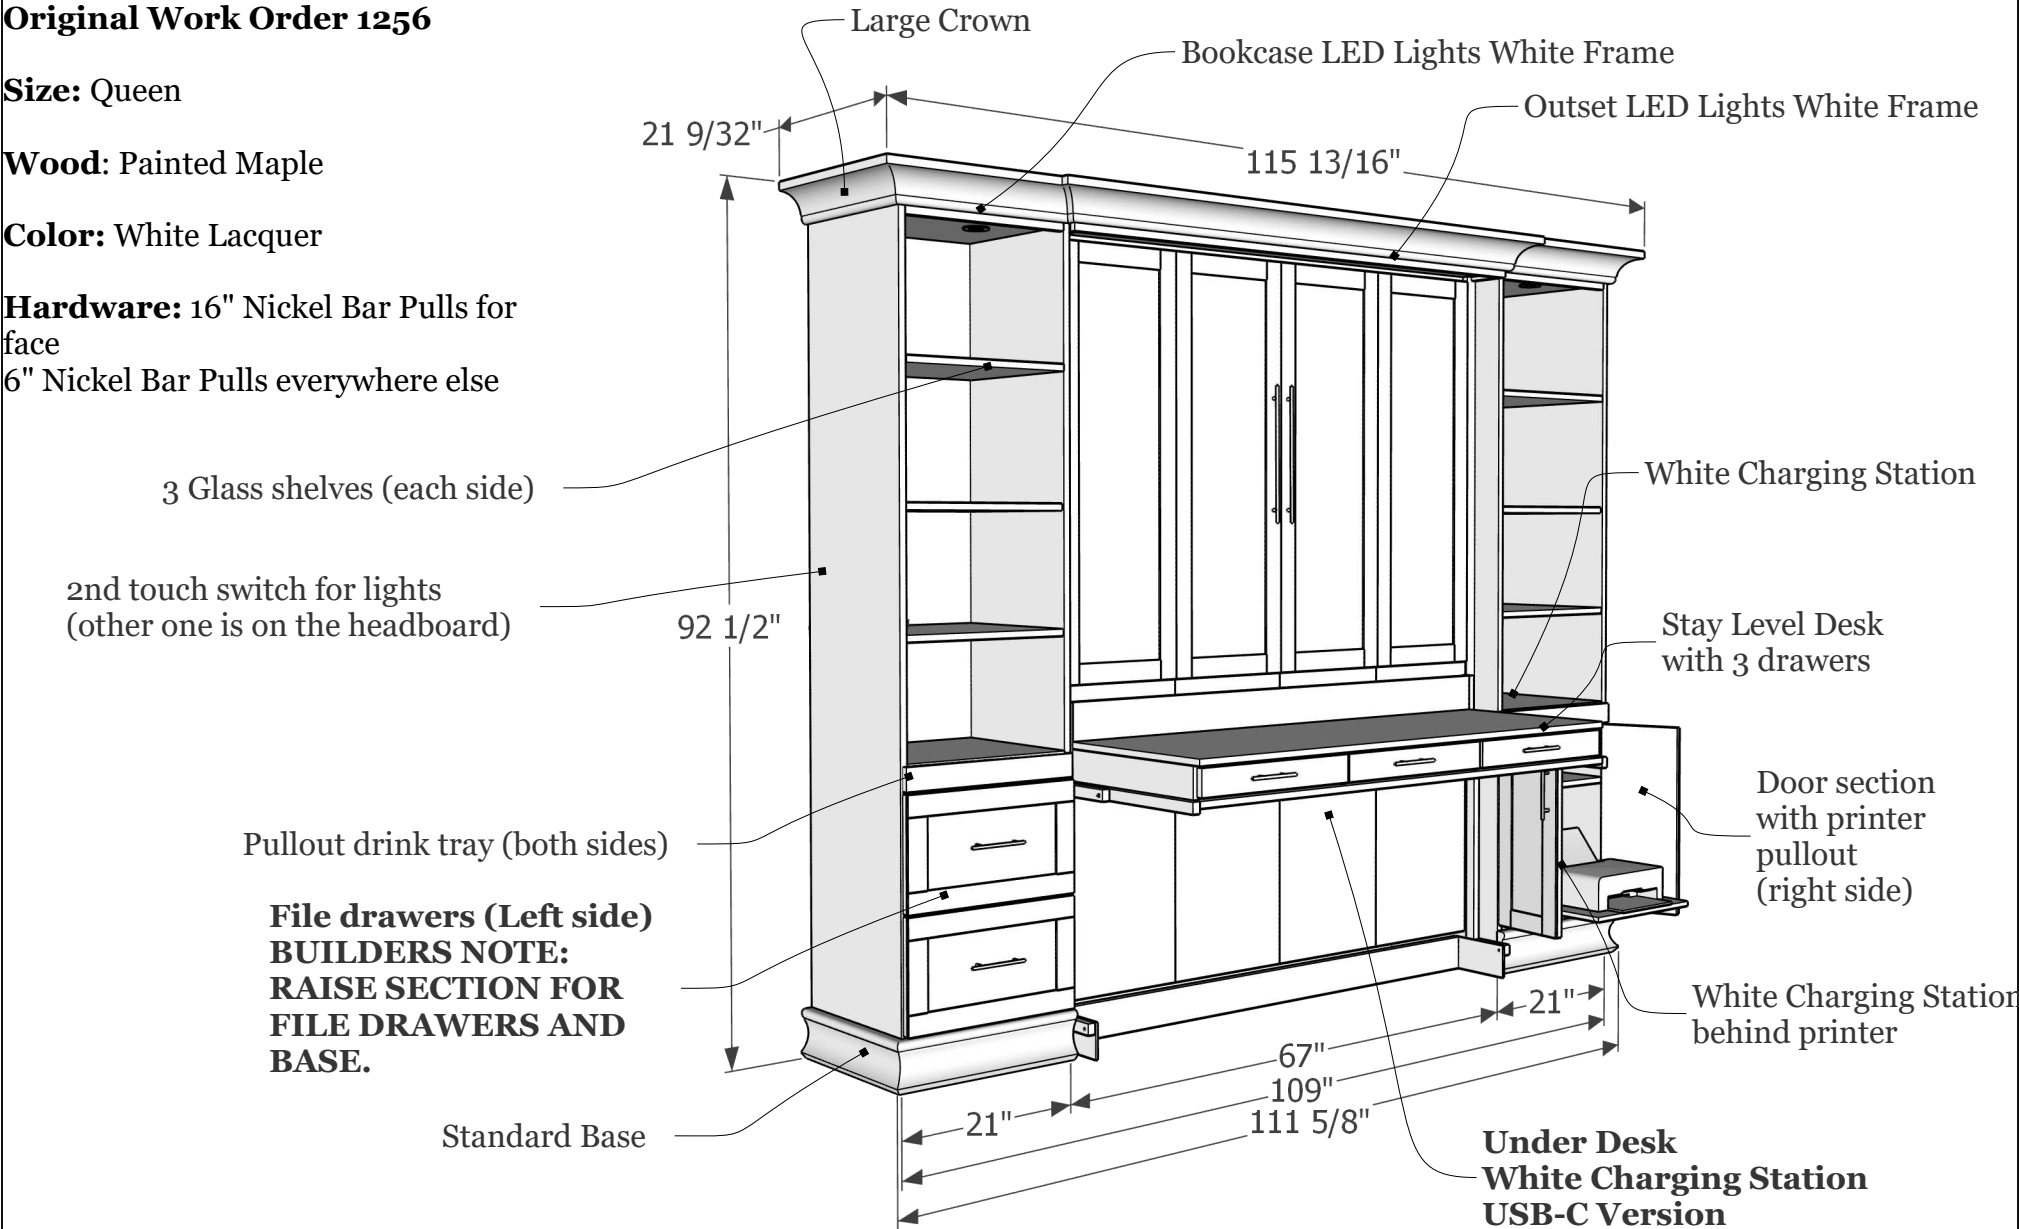 Original Work Order 1256
Size: Queen
Wood: Painted Maple
Color: White Lacquer
Hardware: 16" Nickel Bar Pulls for
face
6" Nickel Bar Pulls everywhere else
Large Crown
Bookcase LED Lights White Frame
Outset LED Lights White Frame
21 9/32"
115 13/16"
3 Glass shelves (each side)
White Charging Station
2nd touch switch for lights
(other one is on the headboard)
92 1/2"
Stay Level Desk
with 3 drawers
Pullout drink tray (both sides)
Door section
with printer
pullout
(right side)
File drawers (Left side)
BUILDERS NOTE:
RAISE SECTION FOR
FILE DRAWERS AND
BASE.
White Charging Station
behind printer
21"
67"
109"
111 5/8"
21"
Standard Base
Under Desk
White Charging Station
USB-C Version